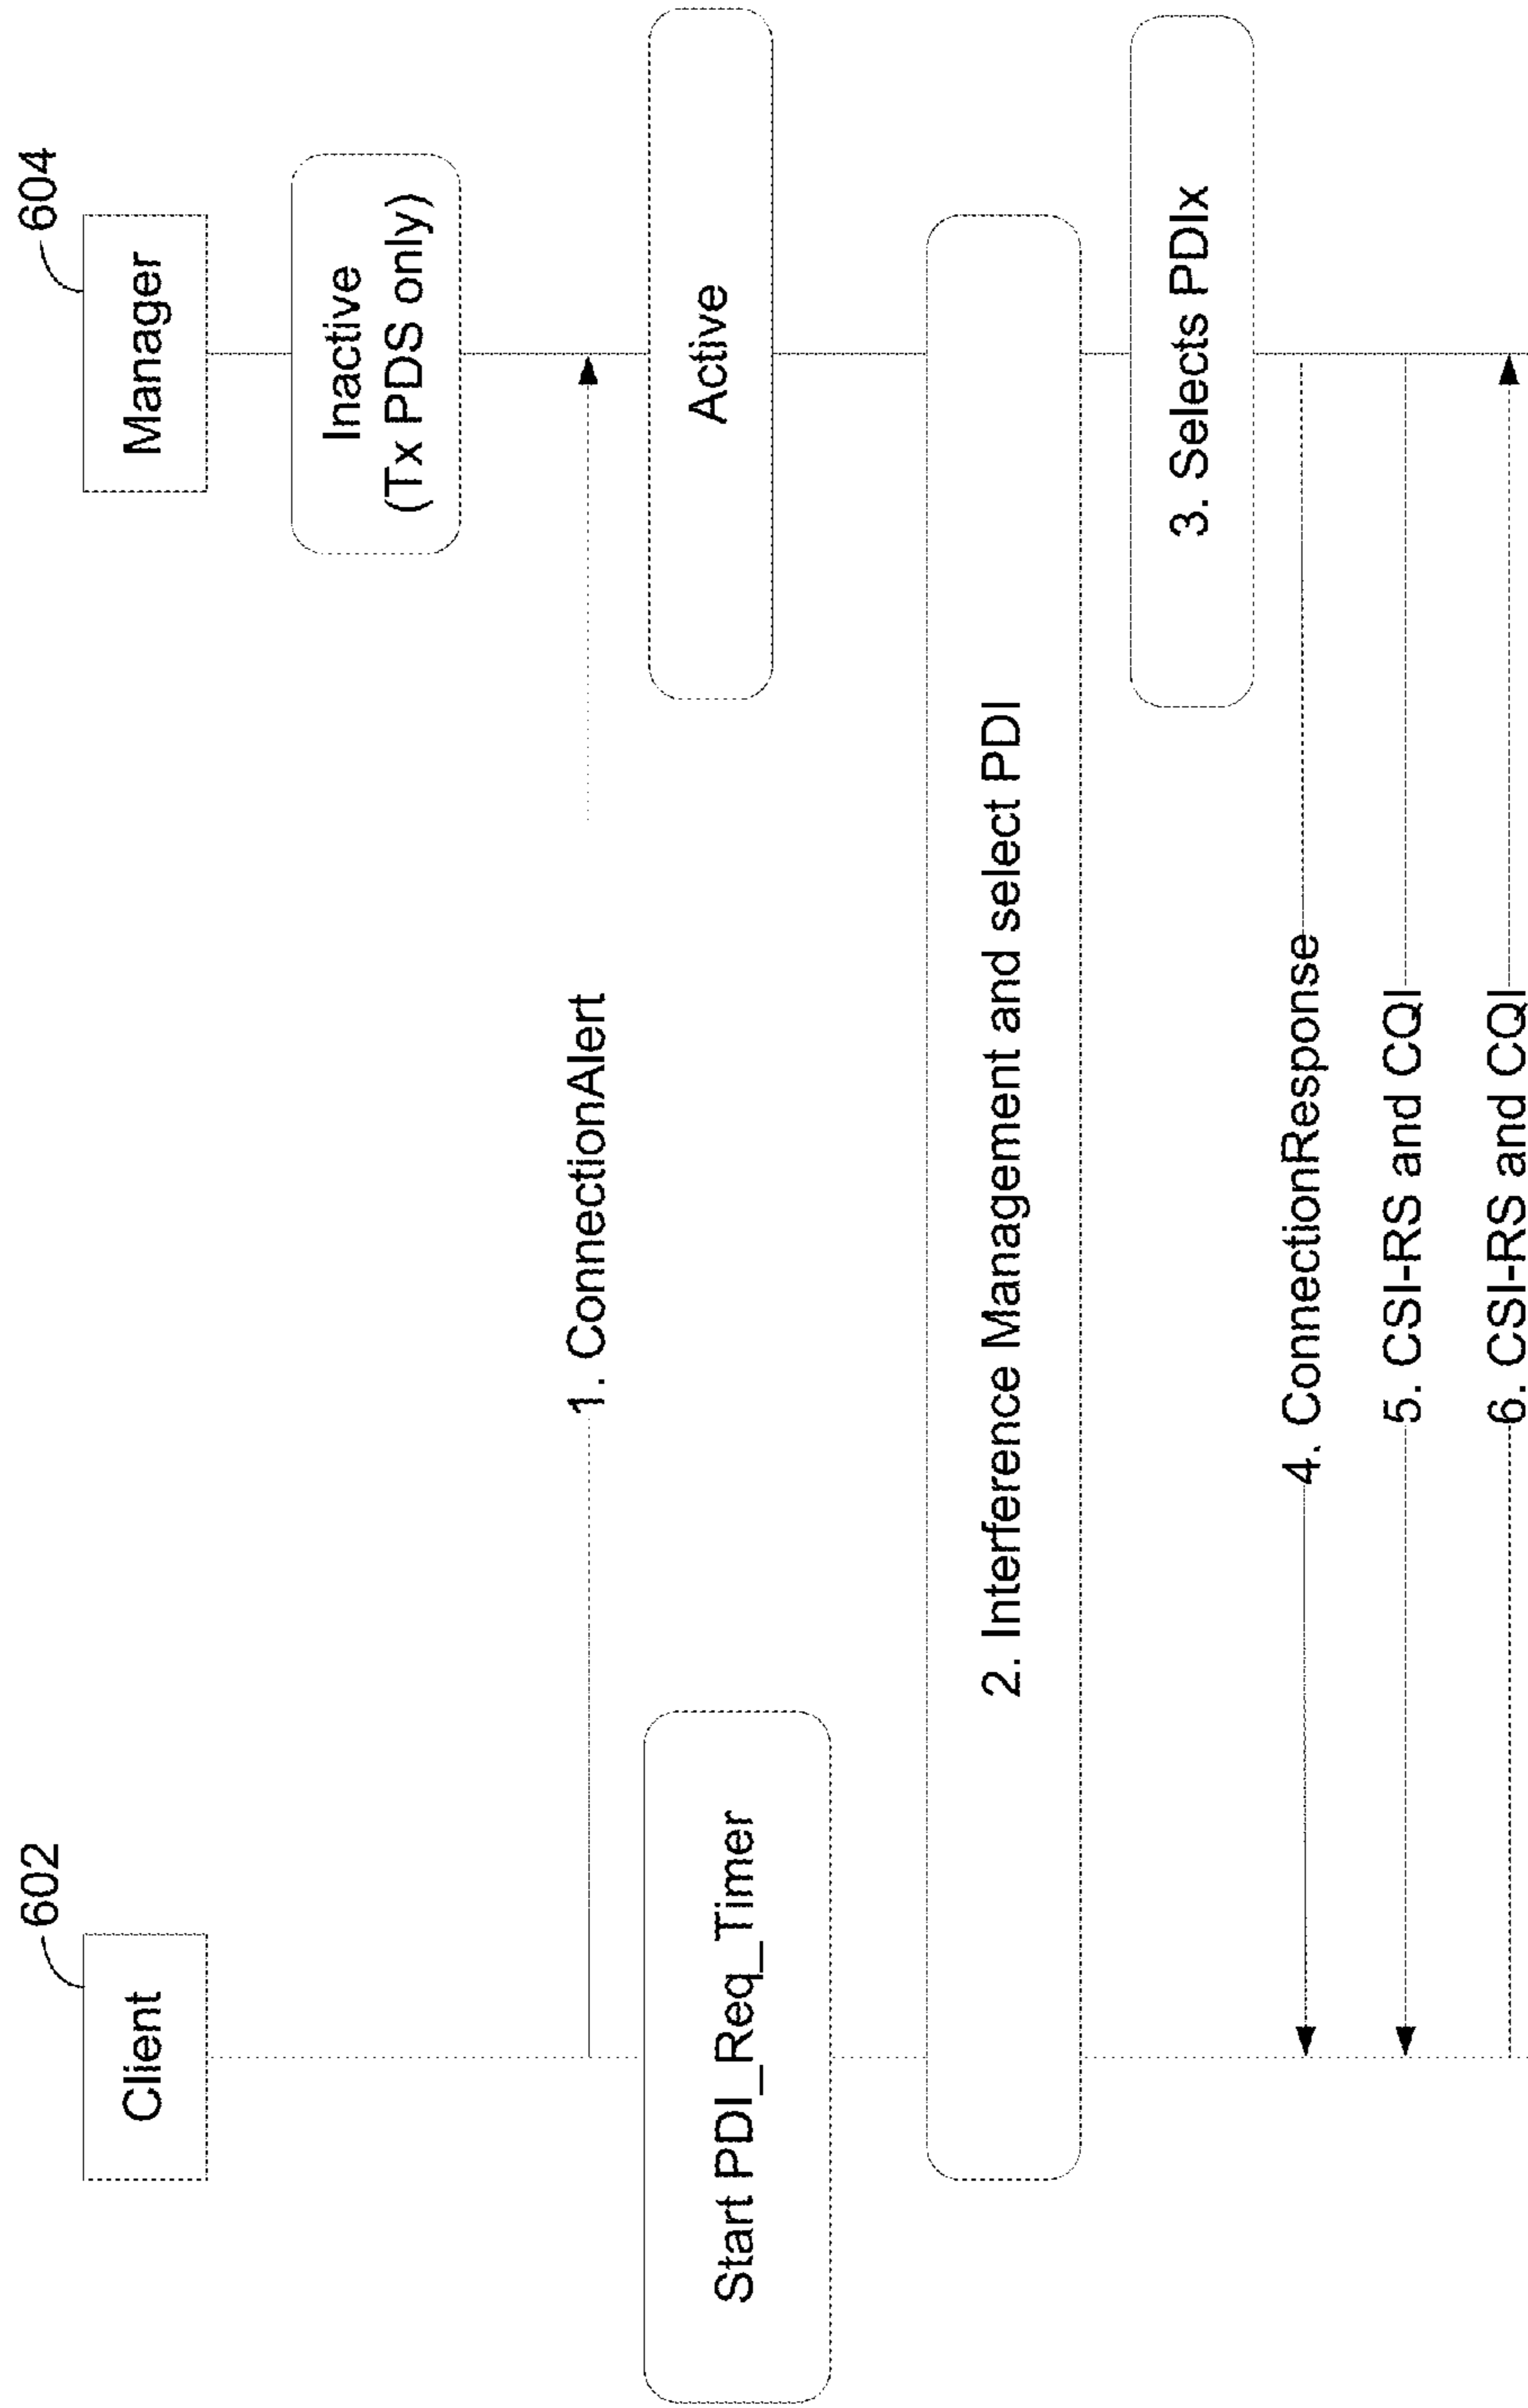 602
604
Client
Manager
Inactive
(Tx PDS only)
1. ConnectionAlert
Start PDI_Req_Timer
Active
2. Interference Management and select PDI
3. Selects PDIx
4. ConnectionResponse
5. CSI-RS and CQI
6. CSI-RS and CQI